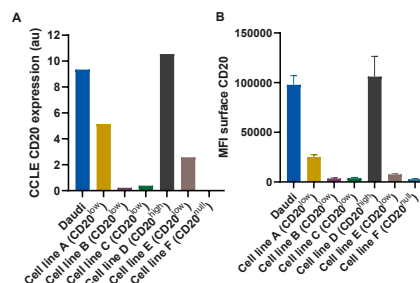 A
CCLE CD20 expression (au)
12
10
8
6
4
2
0
Daudi
Cell line A (CD20low)
Cell line B (CD20low)
Cell line C (CD20low)
Cell line D (CD20high)
Cell line E (CD20low)
Cell line F (CD20null)
B
MFI surface CD20
150000
100000
50000
0
Daudi
Cell line A (CD20low)
Cell line B (CD20low)
Cell line C (CD20low)
Cell line D (CD20high)
Cell line E (CD20low)
Cell line F (CD20null)